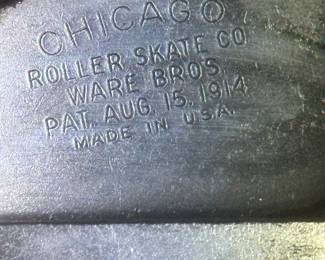 CHICAGO
ROLLER SKATE CO
WARE BROS
PAT. AUG. 15. 1914
MADE IN U.S.A.